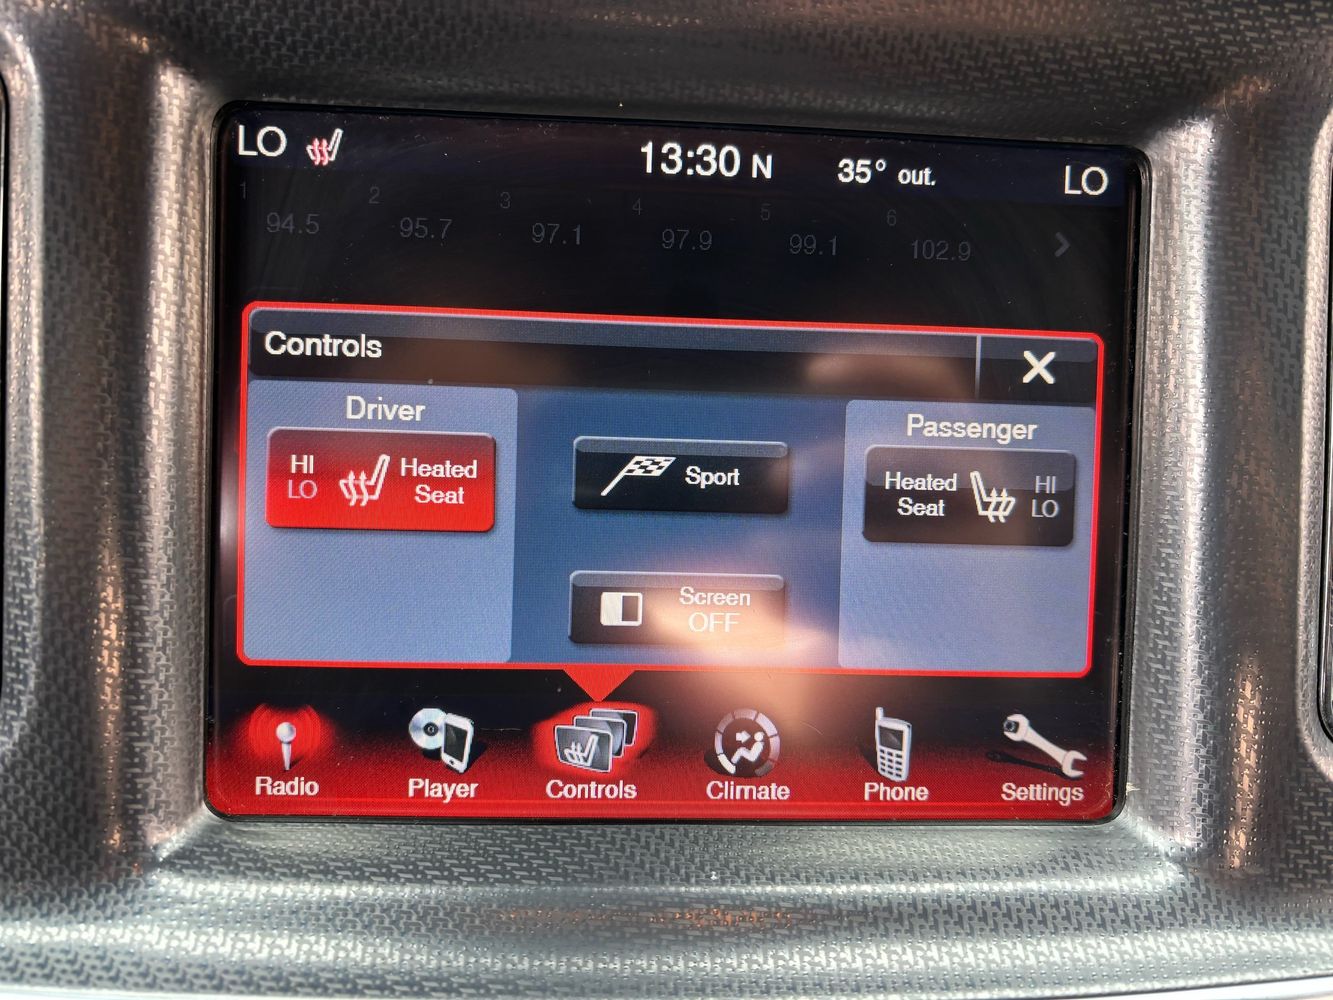 LO 13:30 N 35° out. LO
1 2 3 4 5 6
94.5 95.7 97.1 97.9 99.1 102.9
Controls X
Driver
HI
LO
Heated
Seat
Sport
Screen
OFF
Passenger
Heated
Seat
HI
LO
Radio Player Controls Climate Phone Settings